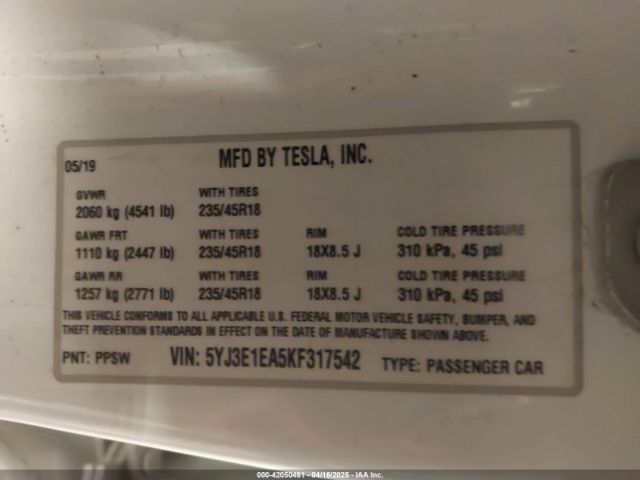 05/19 MFD BY TESLA, INC.
GVWR WITH TIRES
2060 kg (4541 lb) 235/45R18
GAWR FRT WITH TIRES RIM COLD TIRE PRESSURE
1110 kg (2447 lb) 235/45R18 18X8.5 J 310 kPa, 45 psi
GAWR RR WITH TIRES RIM COLD TIRE PRESSURE
1257 kg (2771 lb) 235/45R18 18X8.5 J 310 kPa, 45 psi
THIS VEHICLE CONFORMS TO ALL APPLICABLE U.S. FEDERAL MOTOR VEHICLE SAFETY, BUMPER, AND
THEFT PREVENTION STANDARDS IN EFFECT ON THE DATE OF MANUFACTURE SHOWN ABOVE.
PNT: PPSW VIN: 5YJ3E1EA5KF317542 TYPE: PASSENGER CAR
000-42050461 - 04/16/2025 - IAA Inc.